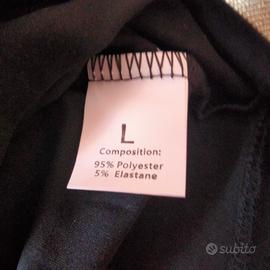 L
Composition:
95% Polyester
5% Elastane
subito